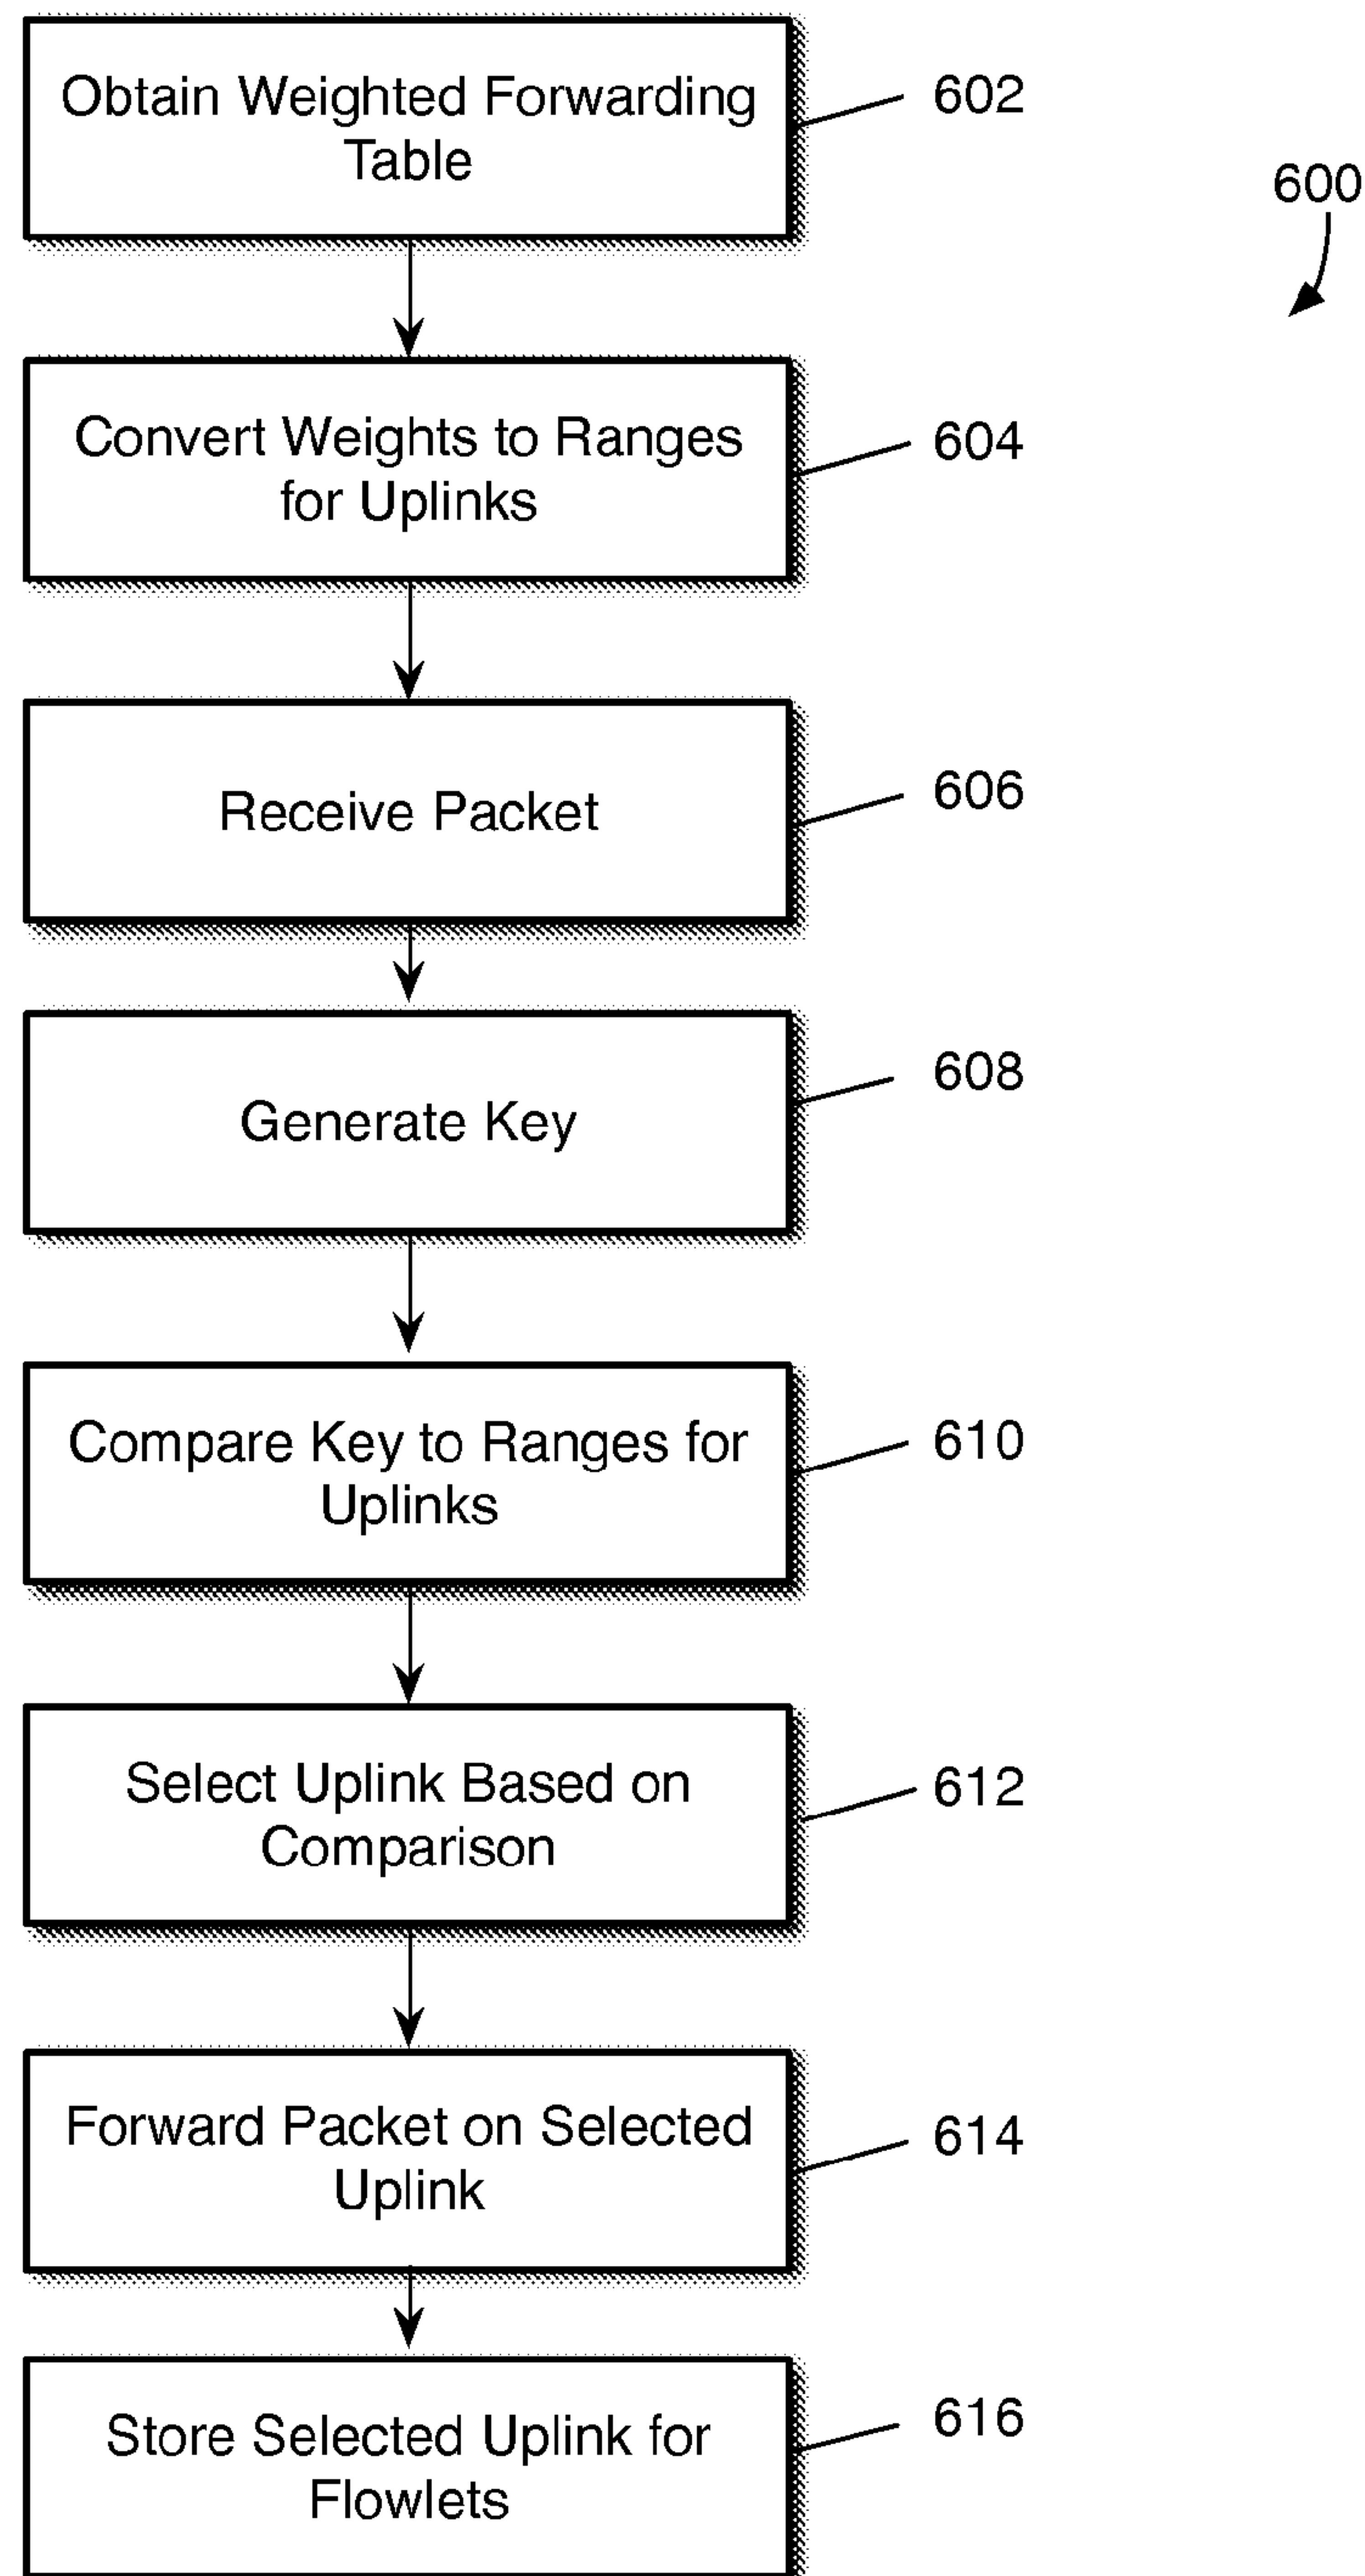 Obtain Weighted Forwarding
Table
602
600
Convert Weights to Ranges
for Uplinks
604
Receive Packet
606
Generate Key
608
Compare Key to Ranges for
Uplinks
610
Select Uplink Based on
Comparison
612
Forward Packet on Selected
Uplink
614
Store Selected Uplink for
Flowlets
616